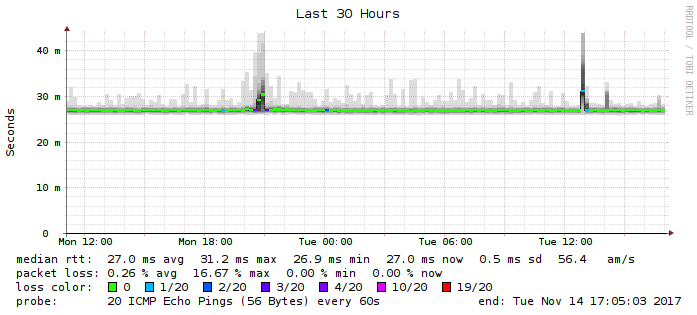 Last 30 Hours
RRDTOOL / TOBI OETIKER
Seconds
40 m
30 m
20 m
10 m
0
Mon 12:00 Mon 18:00 Tue 00:00 Tue 06:00 Tue 12:00
median rtt: 27.0 ms avg 31.2 ms max 26.9 ms min 27.0 ms now 0.5 ms sd 56.4 am/s
packet loss: 0.26 % avg 16.67 % max 0.00 % min 0.00 % now
loss color: 0 1/20 2/20 3/20 4/20 10/20 19/20
probe: 20 ICMP Echo Pings (56 Bytes) every 60s end: Tue Nov 14 17:05:03 2017